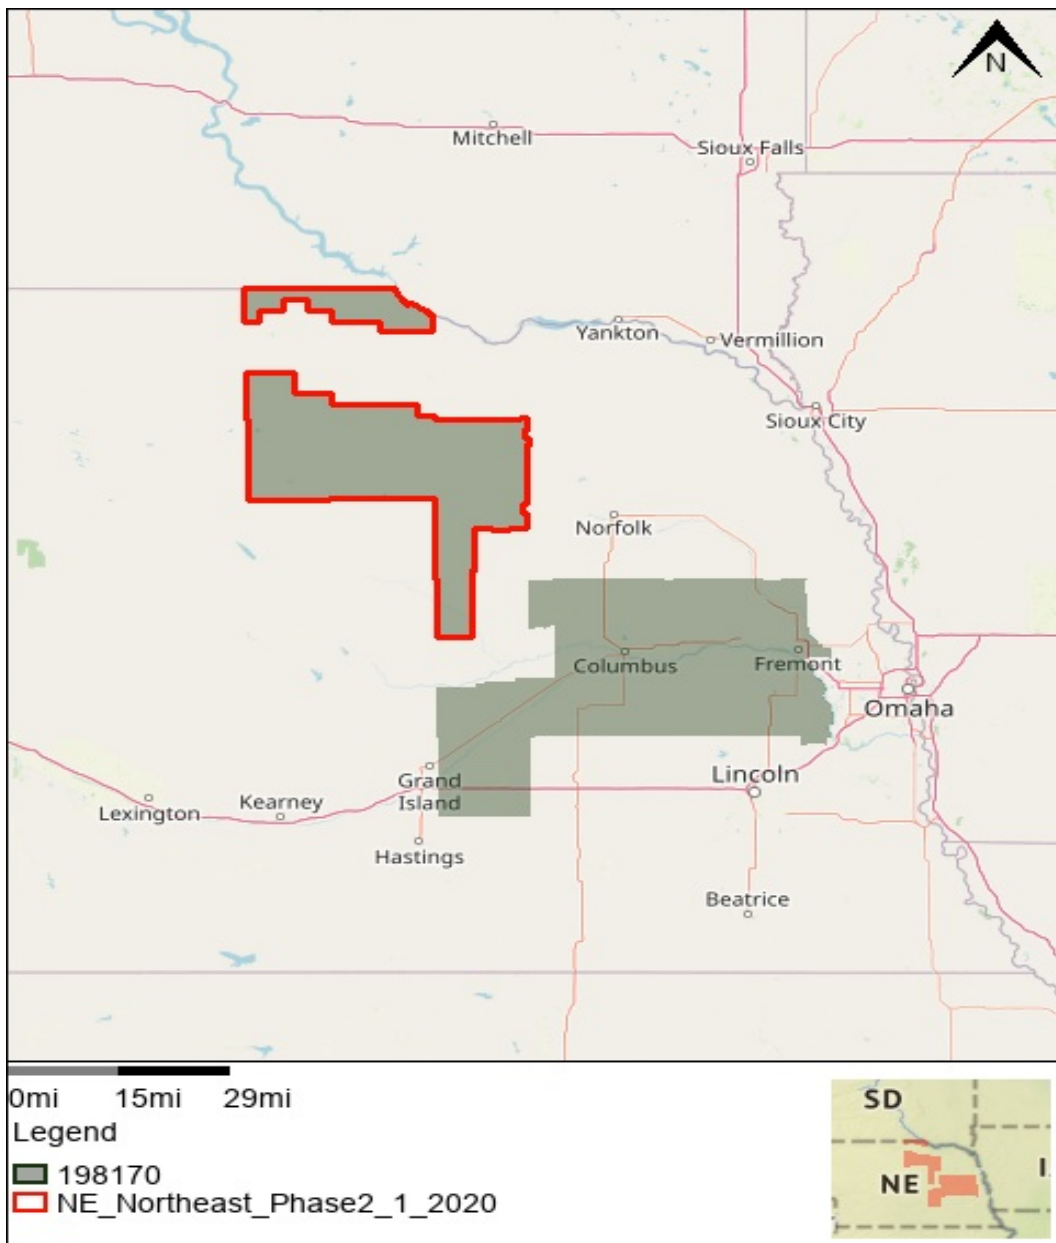 N
Mitchell
Sioux Falls
Yankton
Vermillion
Sioux City
Norfolk
Columbus
Fremont
Omaha
Grand
Island
Lincoln
Lexington
Kearney
Hastings
Beatrice
0mi 15mi 29mi
Legend
198170
NE_Northeast_Phase2_1_2020
SD
NE
I.